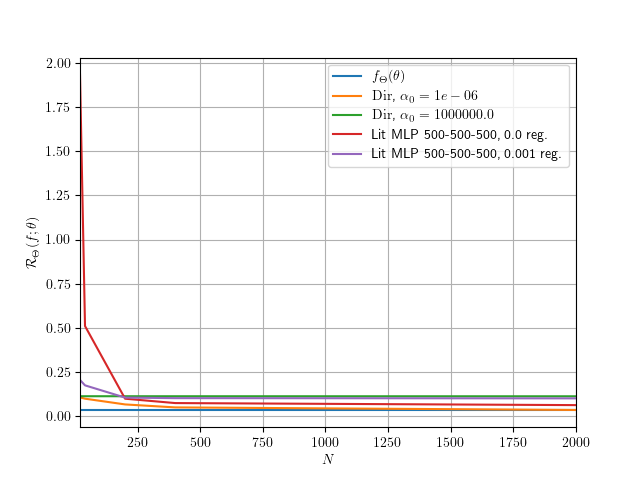 2.00
1.75
1.50
1.25
1.00
0.75
0.50
0.25
0.00
250
500
750
1000
1250
1500
1750
2000
N
ℛ_Θ(f; θ)
f_Θ(θ)
Dir, α₀ = 1e − 06
Dir, α₀ = 1000000.0
Lit MLP 500-500-500, 0.0 reg.
Lit MLP 500-500-500, 0.001 reg.